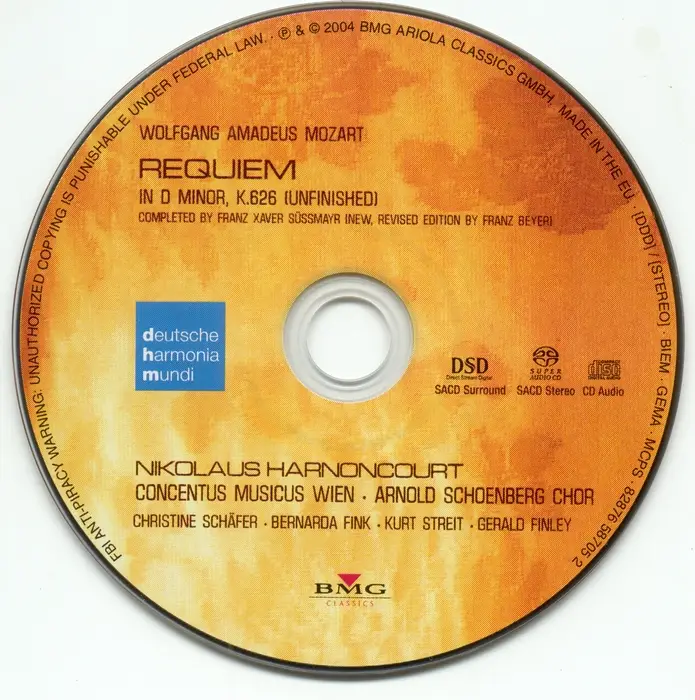 WOLFGANG AMADEUS MOZART
REQUIEM
IN D MINOR, K.626 (UNFINISHED)
COMPLETED BY FRANZ XAVER SÜSSMAYR (NEW, REVISED EDITION BY FRANZ BEYER)
deutsche
harmonia
mundi
DSD
Direct Stream Digital
SACD Surround
SUPER
AUDIO CD
SACD Stereo
COMPACT
disc
DIGITAL AUDIO
CD Audio
NIKOLAUS HARNONCOURT
CONCENTUS MUSICUS WIEN · ARNOLD SCHOENBERG CHOR
CHRISTINE SCHÄFER · BERNARDA FINK · KURT STREIT · GERALD FINLEY
BMG
CLASSICS
FBI ANTI-PIRACY WARNING: UNAUTHORIZED COPYING IS PUNISHABLE UNDER FEDERAL LAW. · ℗ & © 2004 BMG ARIOLA CLASSICS GMBH, MADE IN THE EU · [DDD] / [STEREO] · BIEM · GEMA · MCPS · 82876 58705 2